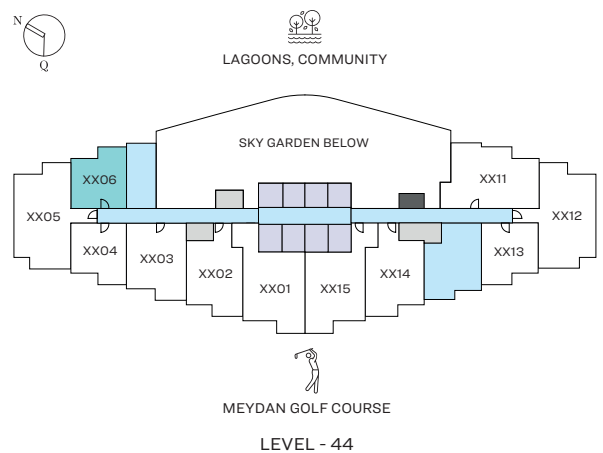 N
Q
LAGOONS, COMMUNITY
SKY GARDEN BELOW
XX06
XX11
XX05
XX12
XX04
XX03
XX02
XX01
XX15
XX14
XX13
MEYDAN GOLF COURSE
LEVEL - 44